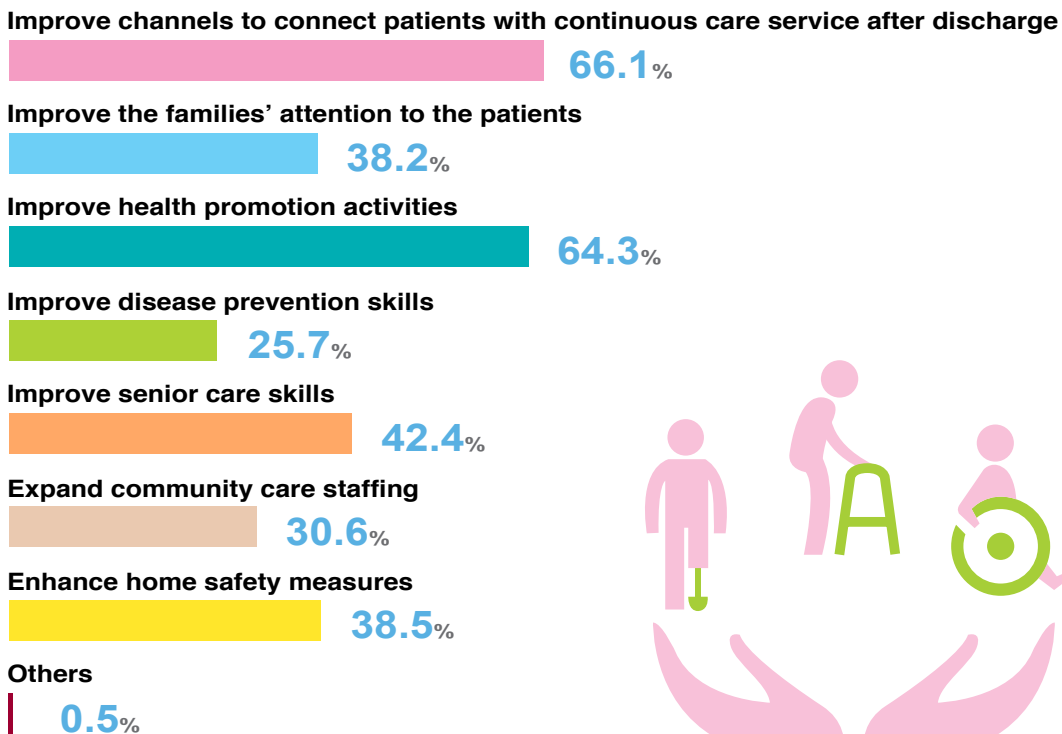 Improve channels to connect patients with continuous care service after discharge
66.1%
Improve the families’ attention to the patients
38.2%
Improve health promotion activities
64.3%
Improve disease prevention skills
25.7%
Improve senior care skills
42.4%
Expand community care staffing
30.6%
Enhance home safety measures
38.5%
Others
0.5%